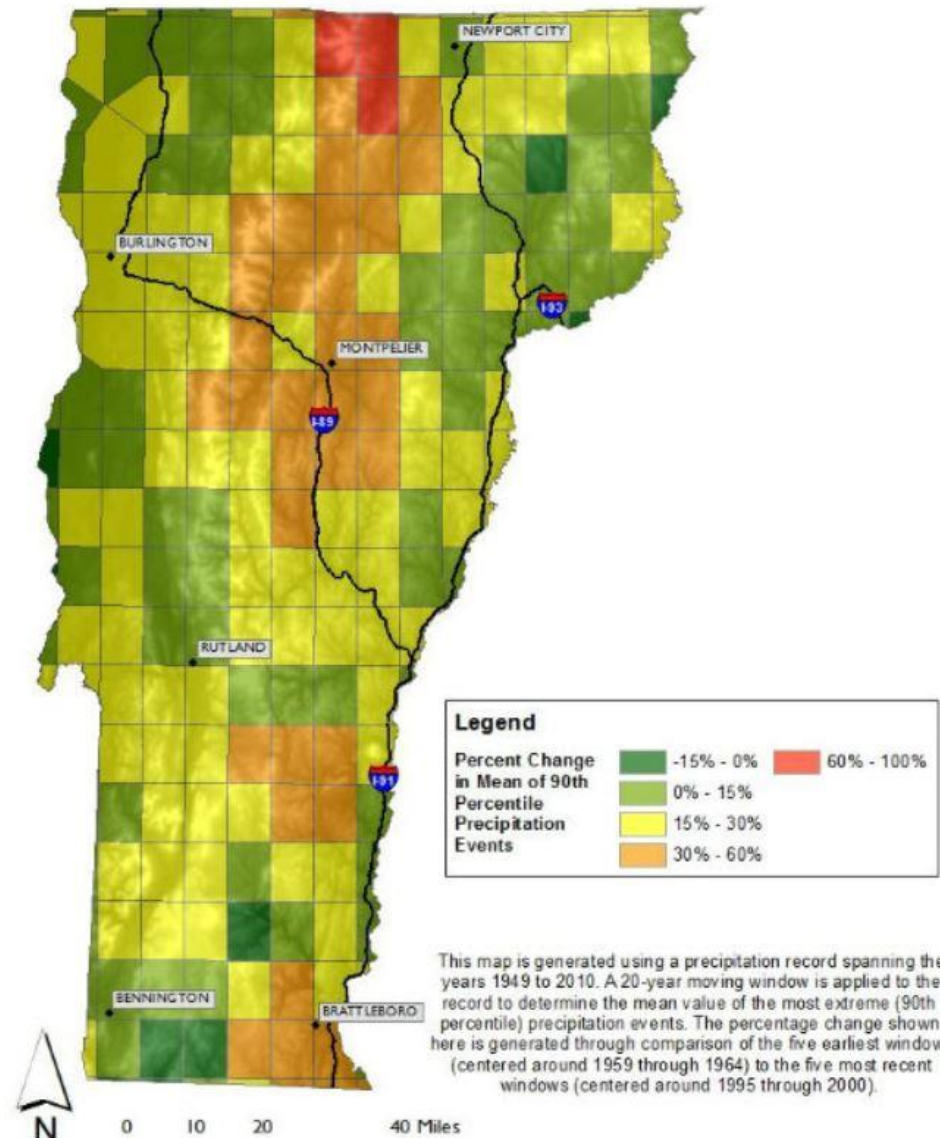 NEWPORT CITY
BURLINGTON
I-93
MONTPELIER
I-89
RUTLAND
I-91
BENNINGTON
BRATTLEBORO
Legend
Percent Change
in Mean of 90th
Percentile
Precipitation
Events
-15% - 0%
0% - 15%
15% - 30%
30% - 60%
60% - 100%
This map is generated using a precipitation record spanning the
years 1949 to 2010. A 20-year moving window is applied to the
record to determine the mean value of the most extreme (90th
percentile) precipitation events. The percentage change shown
here is generated through comparison of the five earliest window
(centered around 1959 through 1964) to the five most recent
windows (centered around 1995 through 2000).
N
0 10 20 40 Miles